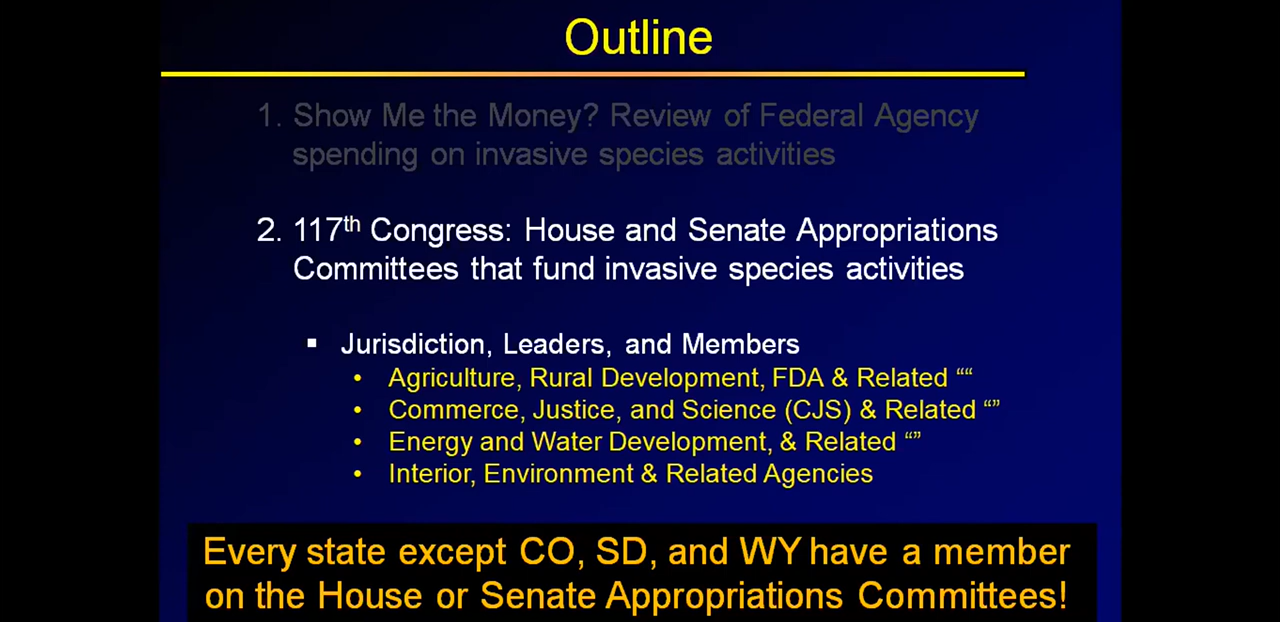 Outline
1. Show Me the Money? Review of Federal Agency
spending on invasive species activities
2. 117th Congress: House and Senate Appropriations
Committees that fund invasive species activities
▪ Jurisdiction, Leaders, and Members
• Agriculture, Rural Development, FDA & Related ““
• Commerce, Justice, and Science (CJS) & Related “”
• Energy and Water Development, & Related “”
• Interior, Environment & Related Agencies
Every state except CO, SD, and WY have a member
on the House or Senate Appropriations Committees!